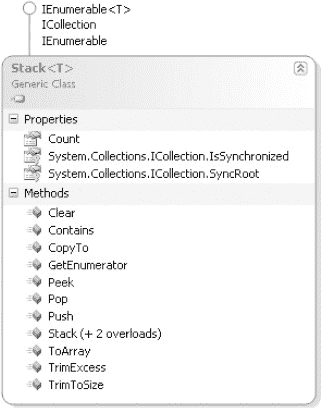 IEnumerable<T>
ICollection
IEnumerable
Stack<T>
Generic Class
Properties
Count
System.Collections.ICollection.IsSynchronized
System.Collections.ICollection.SyncRoot
Methods
Clear
Contains
CopyTo
GetEnumerator
Peek
Pop
Push
Stack (+ 2 overloads)
ToArray
TrimExcess
TrimToSize